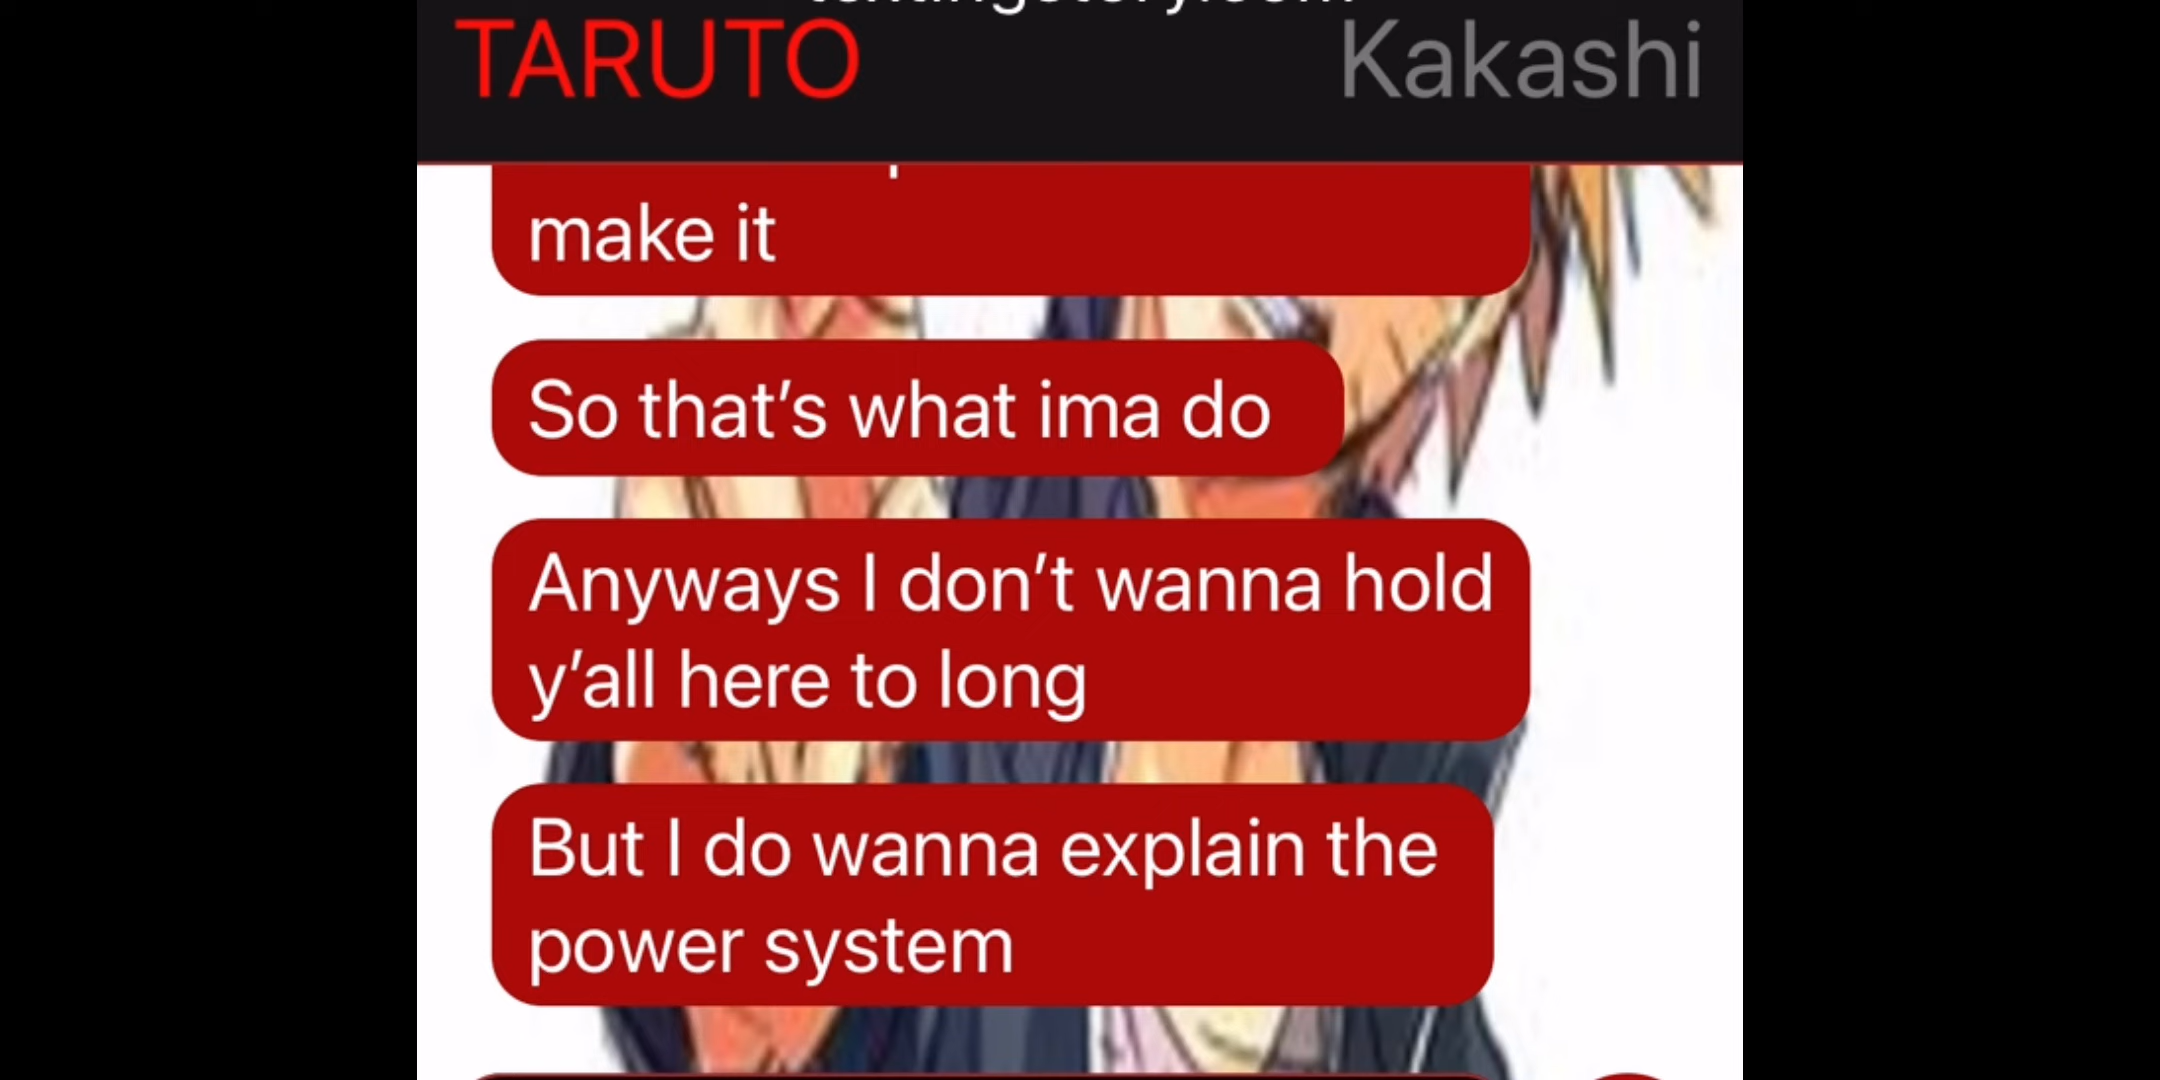 TARUTO Kakashi
make it
So that's what ima do
Anyways I don't wanna hold
y'all here to long
But I do wanna explain the
power system